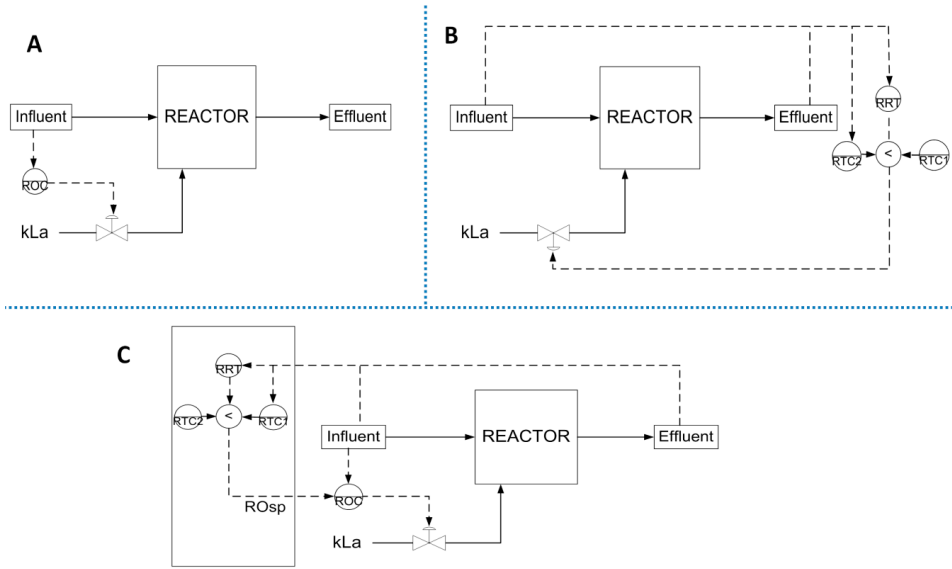 A
Influent
REACTOR
Effluent
ROC
kLa
B
Influent
REACTOR
Effluent
RRT
RTC2
<
RTC1
kLa
C
RRT
RTC2
<
RTC1
Influent
REACTOR
Effluent
ROsp
ROC
kLa